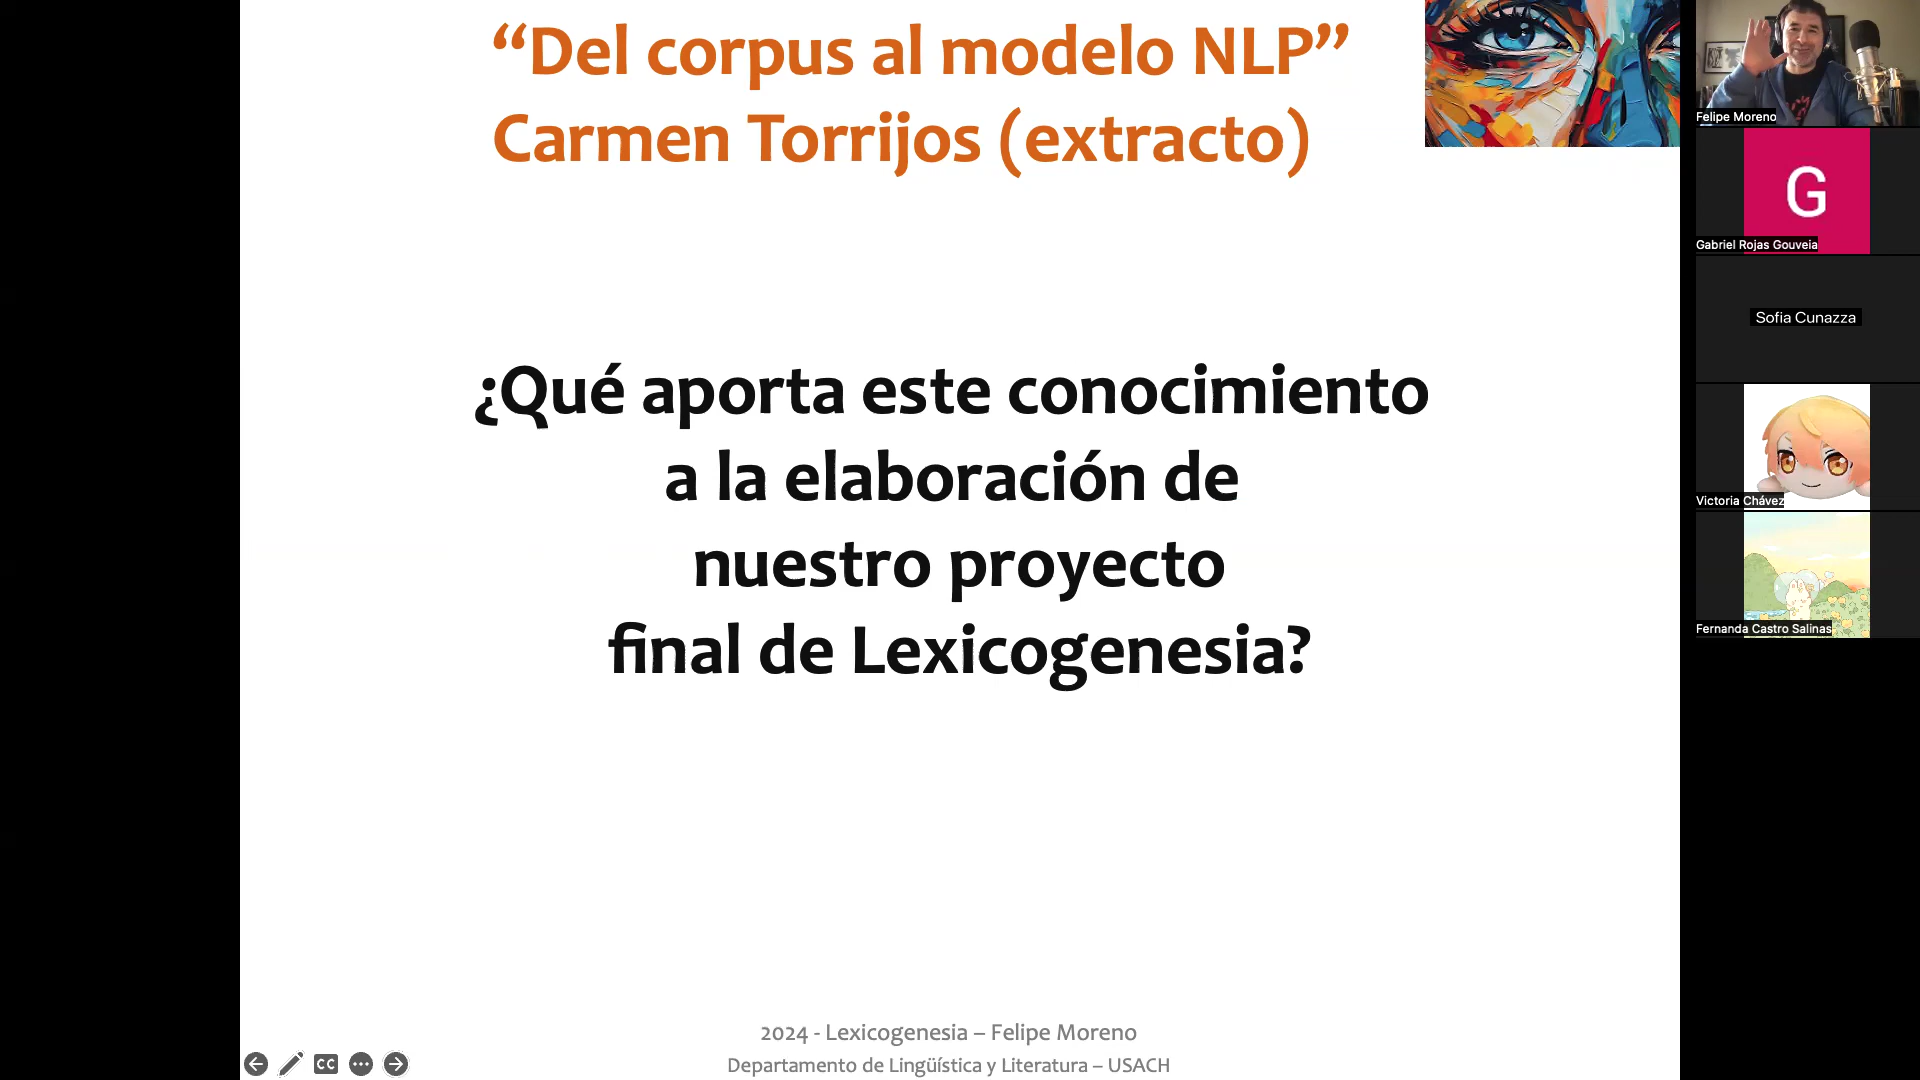 “Del corpus al modelo NLP”
Carmen Torrijos (extracto)
¿Qué aporta este conocimiento
a la elaboración de
nuestro proyecto
final de Lexicogenesia?
2024 - Lexicogenesia – Felipe Moreno
Departamento de Lingüística y Literatura – USACH
CC
Felipe Moreno
G
Gabriel Rojas Gouveia
Sofia Cunazza
Victoria Chávez
Fernanda Castro Salinas